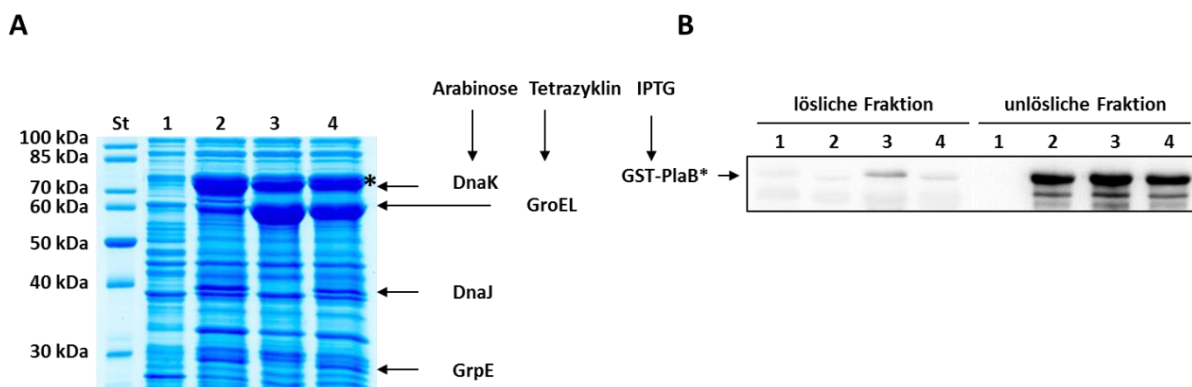 A
St 1 2 3 4
100 kDa
85 kDa
70 kDa
60 kDa
50 kDa
40 kDa
30 kDa
*
Arabinose Tetrazyklin IPTG
DnaK
GroEL
DnaJ
GrpE
GST-PlaB*
B
lösliche Fraktion unlösliche Fraktion
1 2 3 4 1 2 3 4